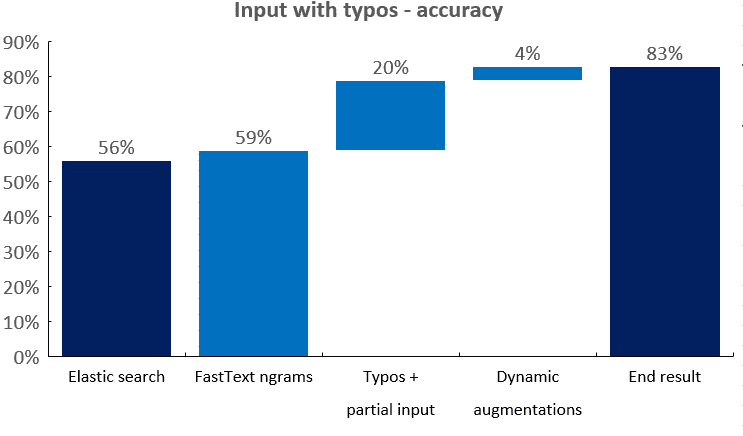 Input with typos - accuracy
90%
80%
70%
60%
50%
40%
30%
20%
10%
0%
56%
59%
20%
4%
83%
Elastic search
FastText ngrams
Typos +
partial input
Dynamic
augmentations
End result